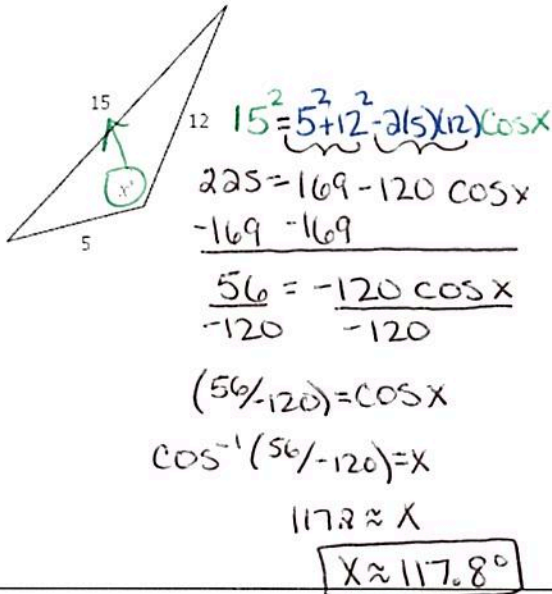 15
12
x°
5
15² = 5² + 12² - 2(5)(12) cos x
225 = 169 - 120 cos x
-169 -169
56 = -120 cos x
-120 -120
(56/-120) = cos x
cos⁻¹(56/-120) = x
117.8 ≈ x
x ≈ 117.8°